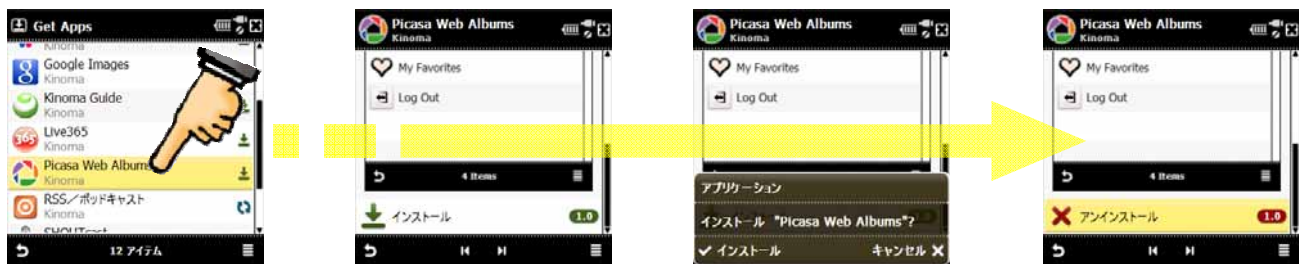 Get Apps
Kinoma
Google Images
Kinoma
Kinoma Guide
Kinoma
Live365
Kinoma
Picasa Web Albums
Kinoma
RSS／ポッドキャスト
Kinoma
SHOUTcast
12 アイテム
Picasa Web Albums
Kinoma
My Favorites
Log Out
4 Items
インストール
1.0
Picasa Web Albums
Kinoma
My Favorites
Log Out
アプリケーション
インストール "Picasa Web Albums"?
インストール キャンセル
Picasa Web Albums
Kinoma
My Favorites
Log Out
4 Items
アンインストール
1.0